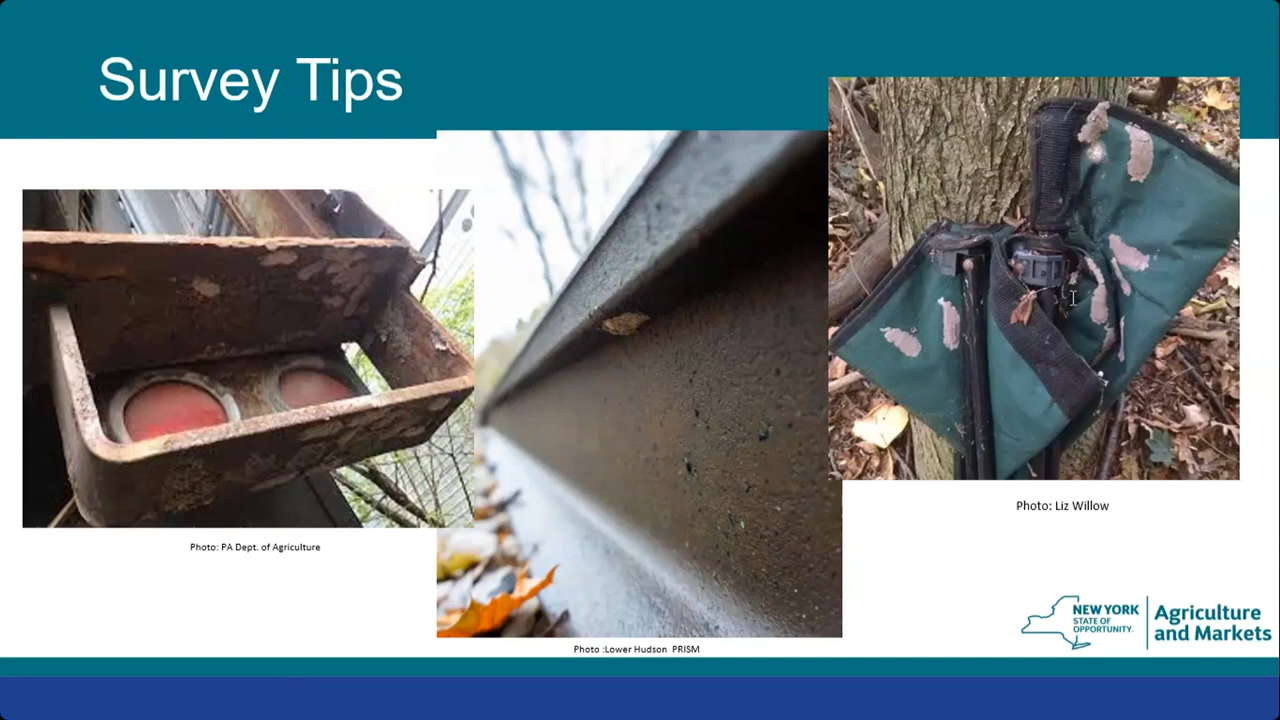 Survey Tips
Photo: PA Dept. of Agriculture
Photo :Lower Hudson  PRISM
Photo: Liz Willow
NEW YORK
STATE OF
OPPORTUNITY.
Agriculture
and Markets